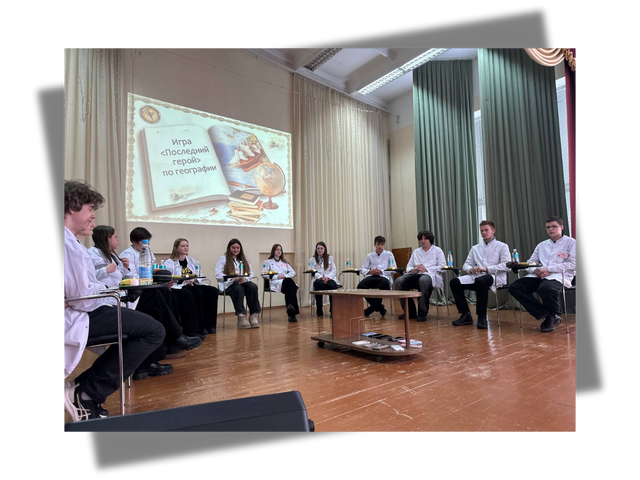 Игра
<Последний
герой>
по географии